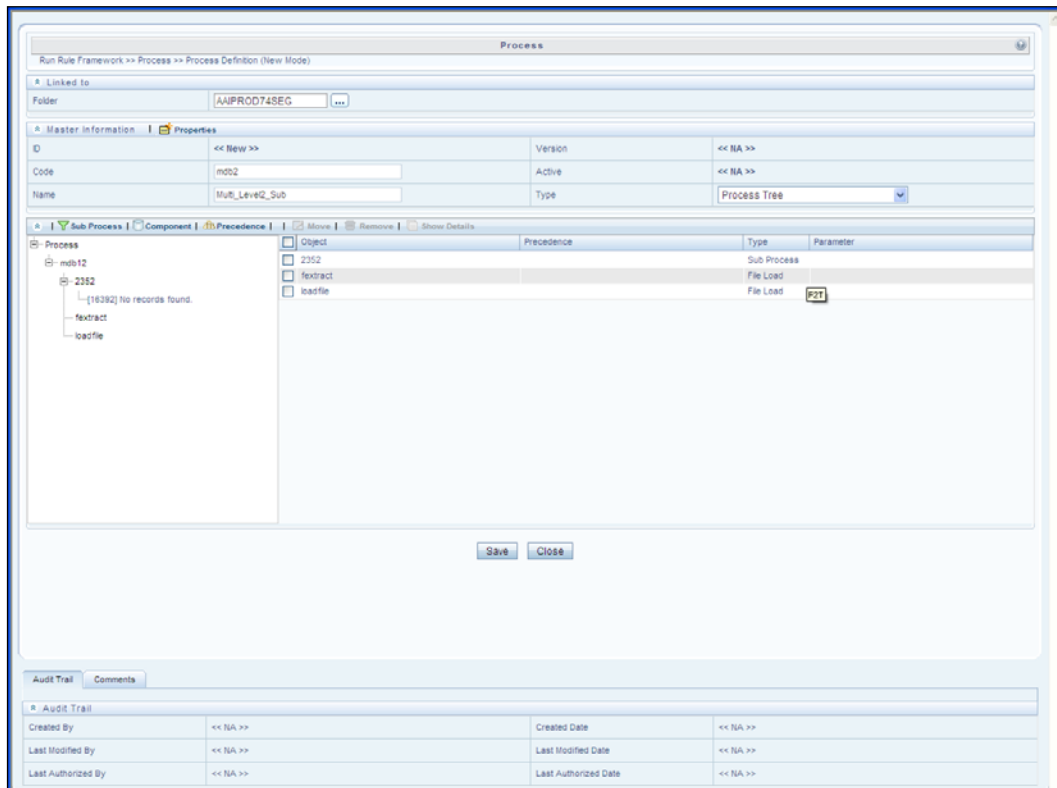 Process
Run Rule Framework >> Process >> Process Definition (New Mode)
Linked to
Folder AAIPROD74SEG ...
Master Information | Properties
ID << New >> Version << NA >>
Code mdb2 Active << NA >>
Name Multi_Level2_Sub Type Process Tree
| Sub Process | Component | Precedence | | Move | Remove | Show Details
Process
mdb12
2352
[16392] No records found.
fextract
loadfile
Object Precedence Type Parameter
2352 Sub Process
fextract File Load
loadfile File Load F2T
Save Close
Audit Trail Comments
Audit Trail
Created By << NA >> Created Date << NA >>
Last Modified By << NA >> Last Modified Date << NA >>
Last Authorized By << NA >> Last Authorized Date << NA >>